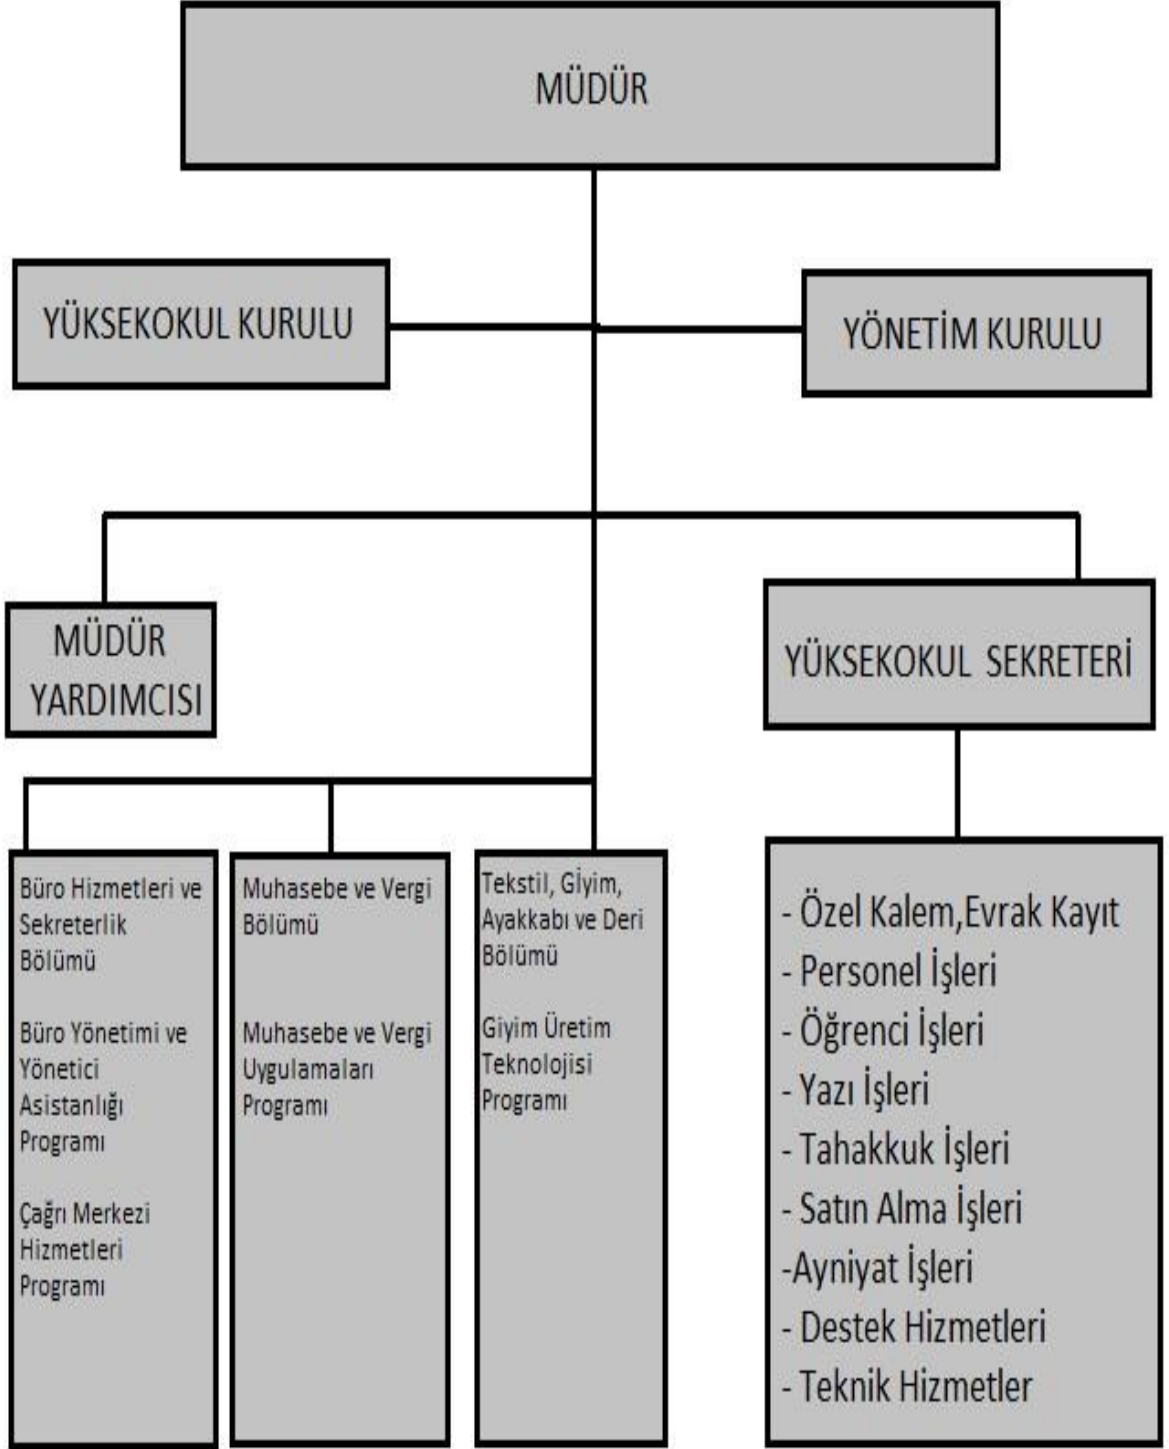 MÜDÜR
YÜKSEKOKUL KURULU
YÖNETİM KURULU
MÜDÜR
YARDIMCISI
YÜKSEKOKUL SEKRETERİ
Büro Hizmetleri ve
Sekreterlik
Bölümü
Büro Yönetimi ve
Yönetici
Asistanlığı
Programı
Çağrı Merkezi
Hizmetleri
Programı
Muhasebe ve Vergi
Bölümü
Muhasebe ve Vergi
Uygulamaları
Programı
Tekstil, Gİyim,
Ayakkabı ve Deri
Bölümü
Giyim Üretim
Teknolojisi
Programı
- Özel Kalem,Evrak Kayıt
- Personel İşleri
- Öğrenci İşleri
- Yazı İşleri
- Tahakkuk İşleri
- Satın Alma İşleri
-Ayniyat İşleri
- Destek Hizmetleri
- Teknik Hizmetler